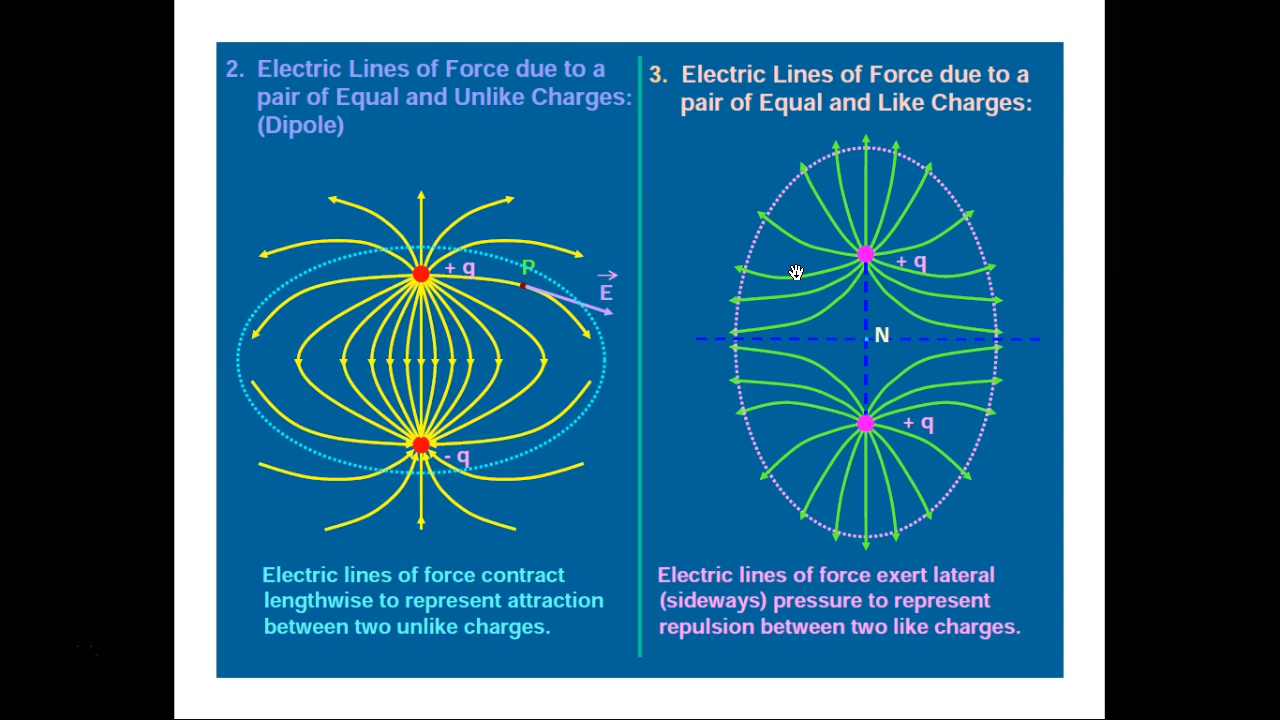 2. Electric Lines of Force due to a
pair of Equal and Unlike Charges:
(Dipole)
+ q
P
E
- q
Electric lines of force contract
lengthwise to represent attraction
between two unlike charges.
3. Electric Lines of Force due to a
pair of Equal and Like Charges:
+ q
N
+ q
Electric lines of force exert lateral
(sideways) pressure to represent
repulsion between two like charges.